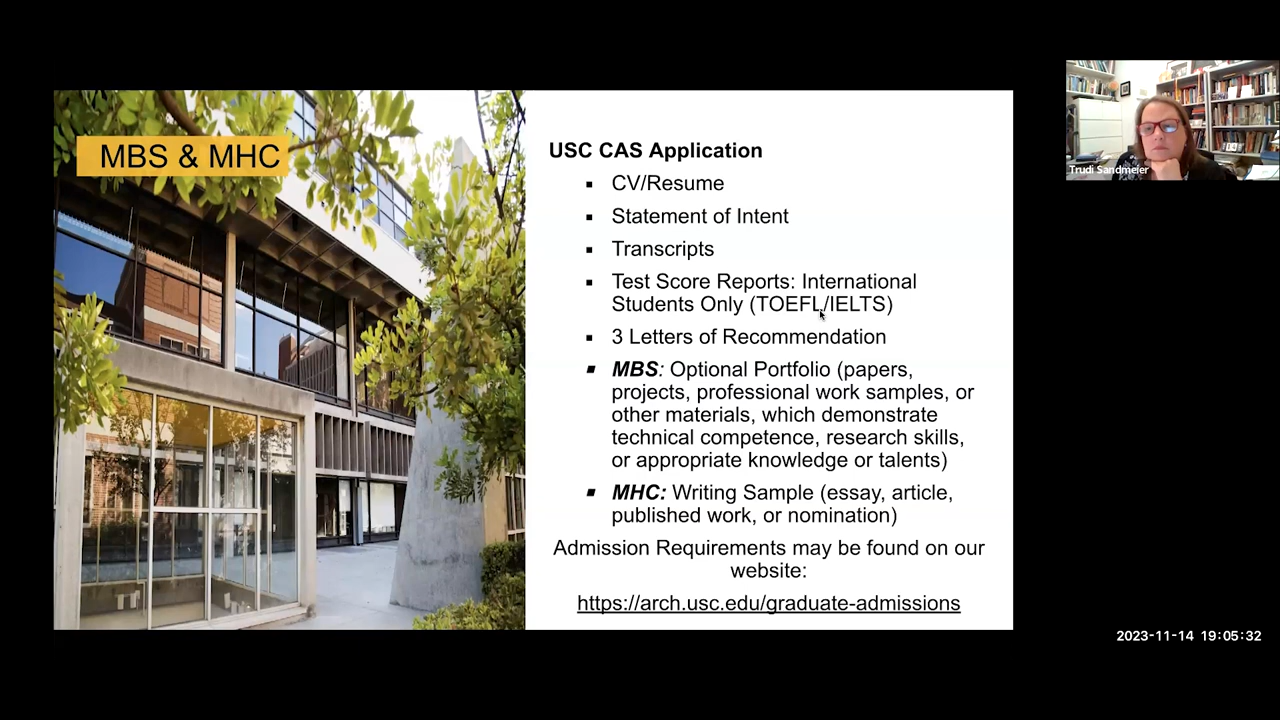 MBS & MHC
USC CAS Application
▪ CV/Resume
▪ Statement of Intent
▪ Transcripts
▪ Test Score Reports: International
Students Only (TOEFL/IELTS)
▪ 3 Letters of Recommendation
▪ MBS: Optional Portfolio (papers,
projects, professional work samples, or
other materials, which demonstrate
technical competence, research skills,
or appropriate knowledge or talents)
▪ MHC: Writing Sample (essay, article,
published work, or nomination)
Admission Requirements may be found on our
website:
https://arch.usc.edu/graduate-admissions
Trudi Sandmeier
2023-11-14 19:05:32